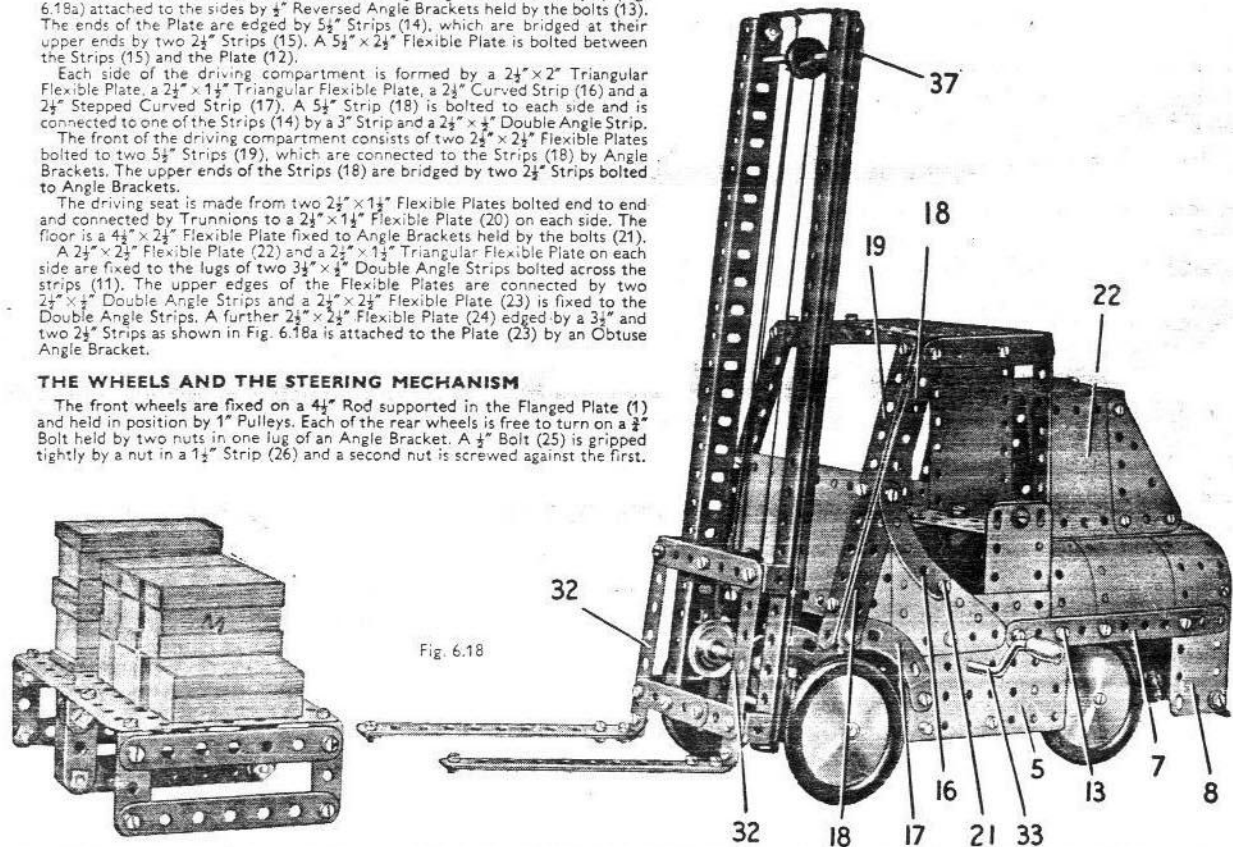 6.18a) attached to the sides by ½″ Reversed Angle Brackets held by the bolts (13).
The ends of the Plate are edged by 5½″ Strips (14), which are bridged at their
upper ends by two 2½″ Strips (15). A 5½″ × 2½″ Flexible Plate is bolted between
the Strips (15) and the Plate (12).
Each side of the driving compartment is formed by a 2½″ × 2″ Triangular
Flexible Plate, a 2½″ × 1½″ Triangular Flexible Plate, a 2½″ Curved Strip (16) and a
2½″ Stepped Curved Strip (17). A 5½″ Strip (18) is bolted to each side and is
connected to one of the Strips (14) by a 3″ Strip and a 2½″ × ½″ Double Angle Strip.
The front of the driving compartment consists of two 2½″ × 2½″ Flexible Plates
bolted to two 5½″ Strips (19), which are connected to the Strips (18) by Angle
Brackets. The upper ends of the Strips (18) are bridged by two 2½″ Strips bolted
to Angle Brackets.
The driving seat is made from two 2½″ × 1½″ Flexible Plates bolted end to end
and connected by Trunnions to a 2½″ × 1½″ Flexible Plate (20) on each side. The
floor is a 4½″ × 2½″ Flexible Plate fixed to Angle Brackets held by the bolts (21).
A 2½″ × 2½″ Flexible Plate (22) and a 2½″ × 1½″ Triangular Flexible Plate on each
side are fixed to the lugs of two 3½″ × ½″ Double Angle Strips bolted across the
strips (11). The upper edges of the Flexible Plates are connected by two
2½″ × ½″ Double Angle Strips and a 2½″ × 2½″ Flexible Plate (23) is fixed to the
Double Angle Strips. A further 2½″ × 2½″ Flexible Plate (24) edged by a 3½″ and
two 2½″ Strips as shown in Fig. 6.18a is attached to the Plate (23) by an Obtuse
Angle Bracket.
THE WHEELS AND THE STEERING MECHANISM
The front wheels are fixed on a 4½″ Rod supported in the Flanged Plate (1)
and held in position by 1″ Pulleys. Each of the rear wheels is free to turn on a ¾″
Bolt held by two nuts in one lug of an Angle Bracket. A ½″ Bolt (25) is gripped
tightly by a nut in a 1½″ Strip (26) and a second nut is screwed against the first.
37
18
19
22
32
Fig. 6.18
M
32
18
17
16
21
33
5
13
7
8